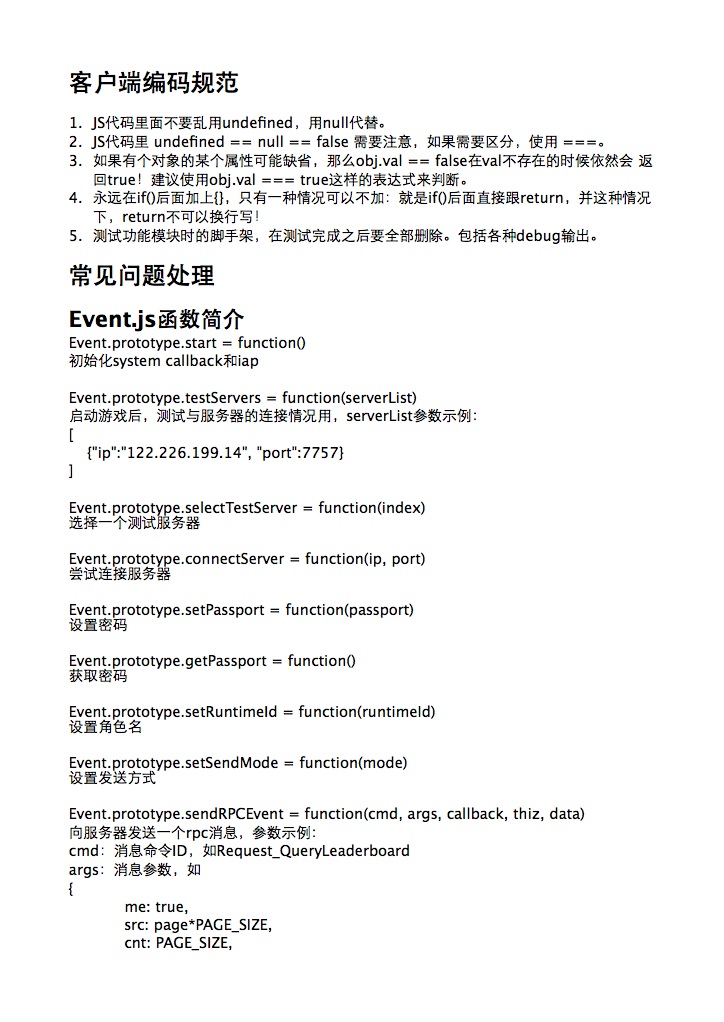 客户端编码规范
1. JS代码里面不要乱用undefined，用null代替。
2. JS代码里 undefined == null == false 需要注意，如果需要区分，使用 ===。
3. 如果有个对象的某个属性可能缺省，那么obj.val == false在val不存在的时候依然会 返
回true！建议使用obj.val === true这样的表达式来判断。
4. 永远在if()后面加上{}，只有一种情况可以不加：就是if()后面直接跟return，并这种情况
下，return不可以换行写！
5. 测试功能模块时的脚手架，在测试完成之后要全部删除。包括各种debug输出。
常见问题处理
Event.js函数简介
Event.prototype.start = function()
初始化system callback和iap
Event.prototype.testServers = function(serverList)
启动游戏后，测试与服务器的连接情况用，serverList参数示例：
[
{"ip":"122.226.199.14", "port":7757}
]
Event.prototype.selectTestServer = function(index)
选择一个测试服务器
Event.prototype.connectServer = function(ip, port)
尝试连接服务器
Event.prototype.setPassport = function(passport)
设置密码
Event.prototype.getPassport = function()
获取密码
Event.prototype.setRuntimeId = function(runtimeId)
设置角色名
Event.prototype.setSendMode = function(mode)
设置发送方式
Event.prototype.sendRPCEvent = function(cmd, args, callback, thiz, data)
向服务器发送一个rpc消息，参数示例：
cmd：消息命令ID，如Request_QueryLeaderboard
args：消息参数，如
{
me: true,
src: page*PAGE_SIZE,
cnt: PAGE_SIZE,